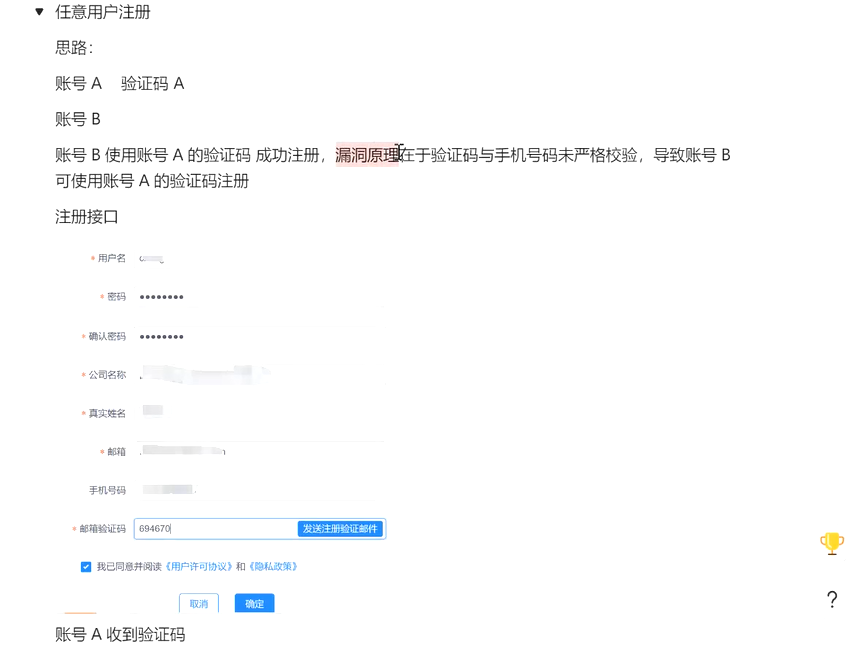 任意用户注册
思路：
账号 A 验证码 A
账号 B
账号 B 使用账号 A 的验证码 成功注册，漏洞原理在于验证码与手机号码未严格校验，导致账号 B
可使用账号 A 的验证码注册
注册接口
* 用户名
* 密码 ●●●●●●●●
* 确认密码 ●●●●●●●●
* 公司名称
* 真实姓名
* 邮箱
手机号码
* 邮箱验证码 694670 发送注册验证邮件
我已同意并阅读《用户许可协议》和《隐私政策》
取消 确定
账号 A 收到验证码
?